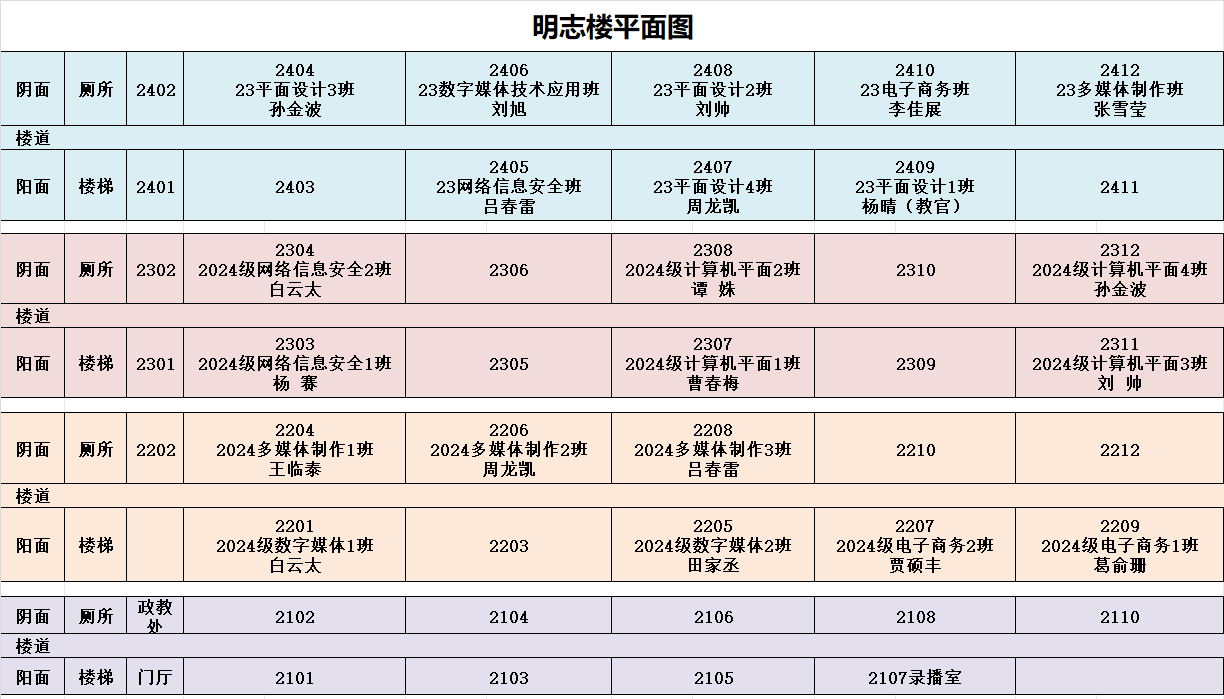 明志楼平面图
阴面 厕所 2402 2404 2406 2408 2410 2412
23平面设计3班 23数字媒体技术应用班 23平面设计2班 23电子商务班 23多媒体制作班
孙金波 刘旭 刘帅 李佳展 张雪莹
楼道
阳面 楼梯 2401 2403 2405 2407 2409 2411
23网络信息安全班 23平面设计4班 23平面设计1班
吕春雷 周龙凯 杨晴（教官）
阴面 厕所 2302 2304 2306 2308 2310 2312
2024级网络信息安全2班 2024级计算机平面2班 2024级计算机平面4班
白云太 谭 姝 孙金波
楼道
阳面 楼梯 2301 2303 2305 2307 2309 2311
2024级网络信息安全1班 2024级计算机平面1班 2024级计算机平面3班
杨 赛 曹春梅 刘 帅
阴面 厕所 2202 2204 2206 2208 2210 2212
2024多媒体制作1班 2024多媒体制作2班 2024多媒体制作3班
王临泰 周龙凯 吕春雷
楼道
阳面 楼梯 2201 2203 2205 2207 2209
2024级数字媒体1班 2024级数字媒体2班 2024级电子商务2班 2024级电子商务1班
白云太 田家丞 贾硕丰 葛俞珊
阴面 厕所 政教 2102 2104 2106 2108 2110
处
楼道
阳面 楼梯 门厅 2101 2103 2105 2107录播室